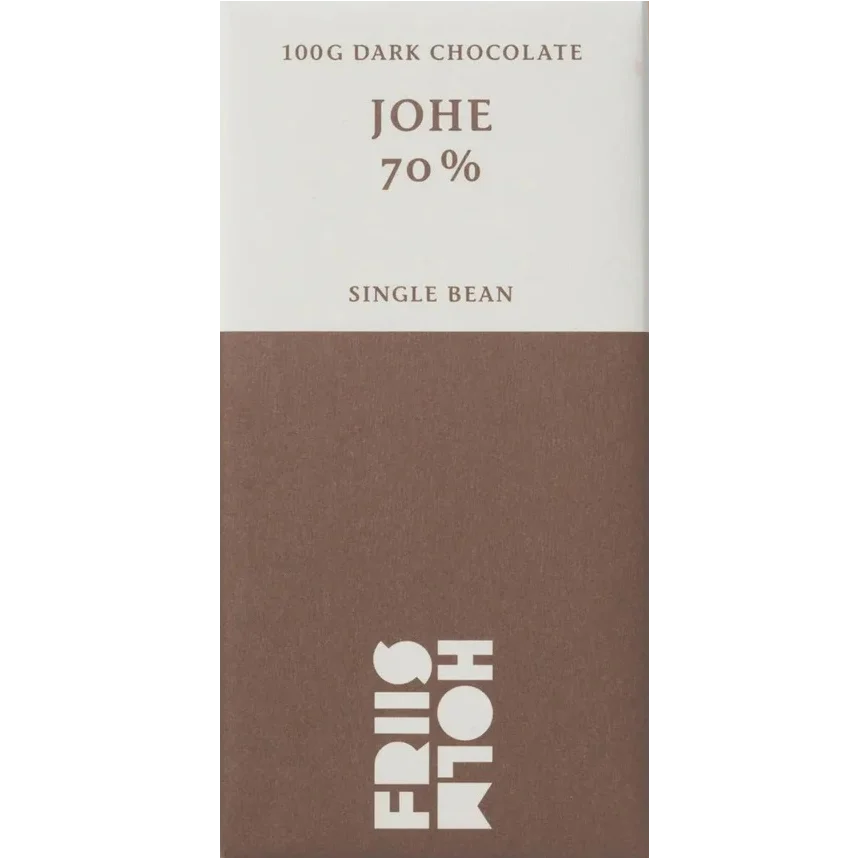 100G DARK CHOCOLATE
JOHE
70%
SINGLE BEAN
FRIIS
HOLM